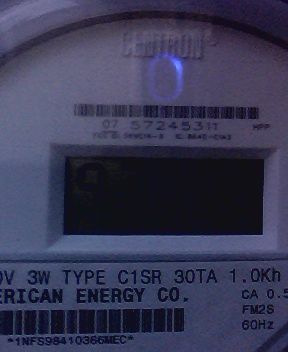 CENTRON
07 57245311 HPP
0V 3W TYPE C1SR 30TA 1.0Kh
ERICAN ENERGY CO. CA 0.5
FM2S
*1NFS98410366MEC* 60Hz